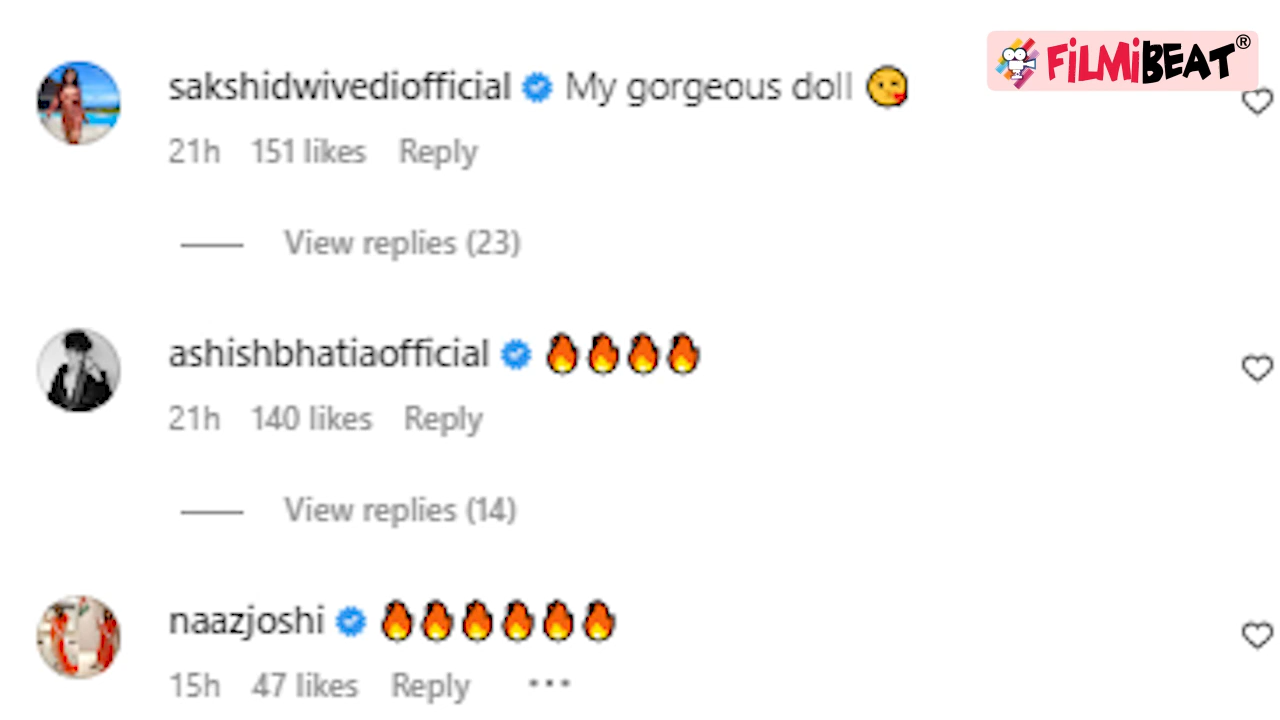 FiLMiBEAT®
sakshidwivediofficial My gorgeous doll 😘
21h 151 likes Reply
View replies (23)
ashishbhatiaofficial 🔥🔥🔥🔥
21h 140 likes Reply
View replies (14)
naazjoshi 🔥🔥🔥🔥🔥🔥
15h 47 likes Reply ...